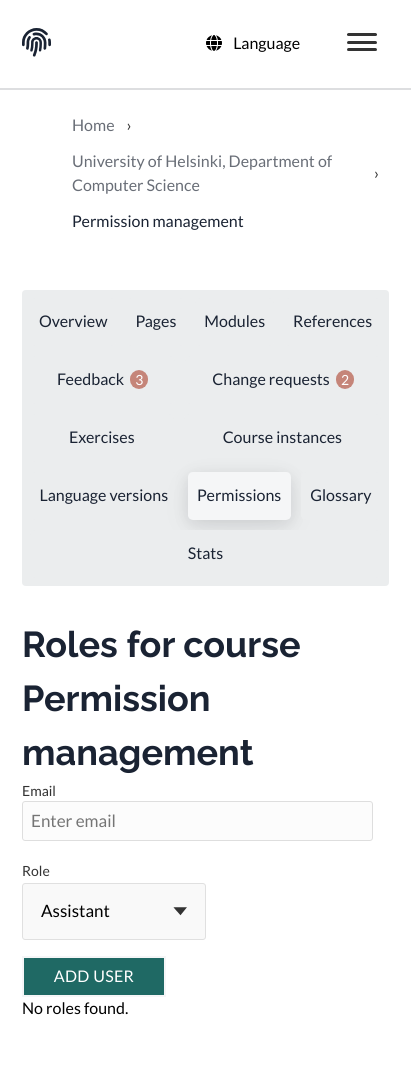 Language
Home ›
University of Helsinki, Department of
Computer Science ›
Permission management
Overview Pages Modules References
Feedback 3 Change requests 2
Exercises Course instances
Language versions Permissions Glossary
Stats
Roles for course
Permission
management
Email
Enter email
Role
Assistant
ADD USER
No roles found.